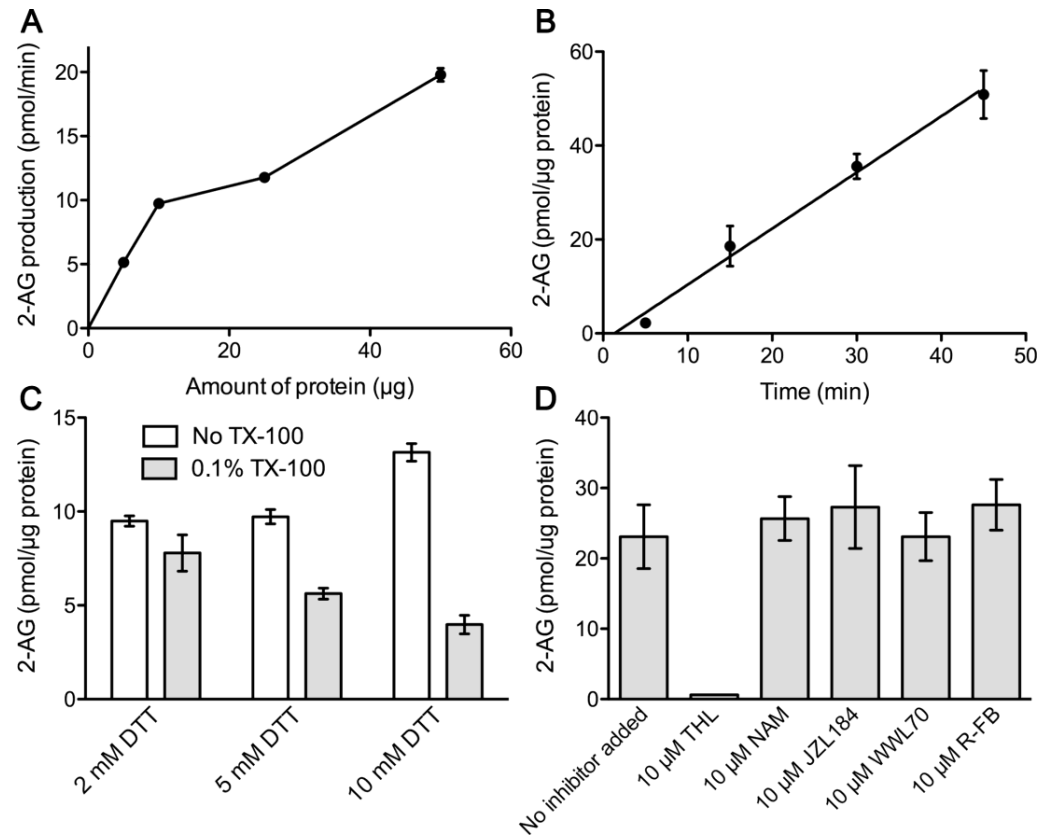 A
2-AG production (pmol/min)
20
15
10
5
0
0 20 40 60
Amount of protein (µg)
B
2-AG (pmol/µg protein)
60
40
20
0
0 10 20 30 40 50
Time (min)
C
2-AG (pmol/µg protein)
15
10
5
0
No TX-100
0.1% TX-100
2 mM DTT
5 mM DTT
10 mM DTT
D
2-AG (pmol/ug protein)
40
30
20
10
0
No inhibitor added
10 µM THL
10 µM NAM
10 µM JZL184
10 µM WWL70
10 µM R-FB